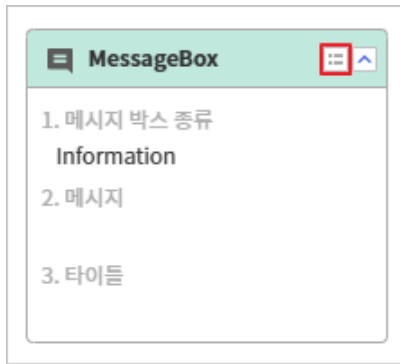 MessageBox
1. 메시지 박스 종류
Information
2. 메시지
3. 타이틀